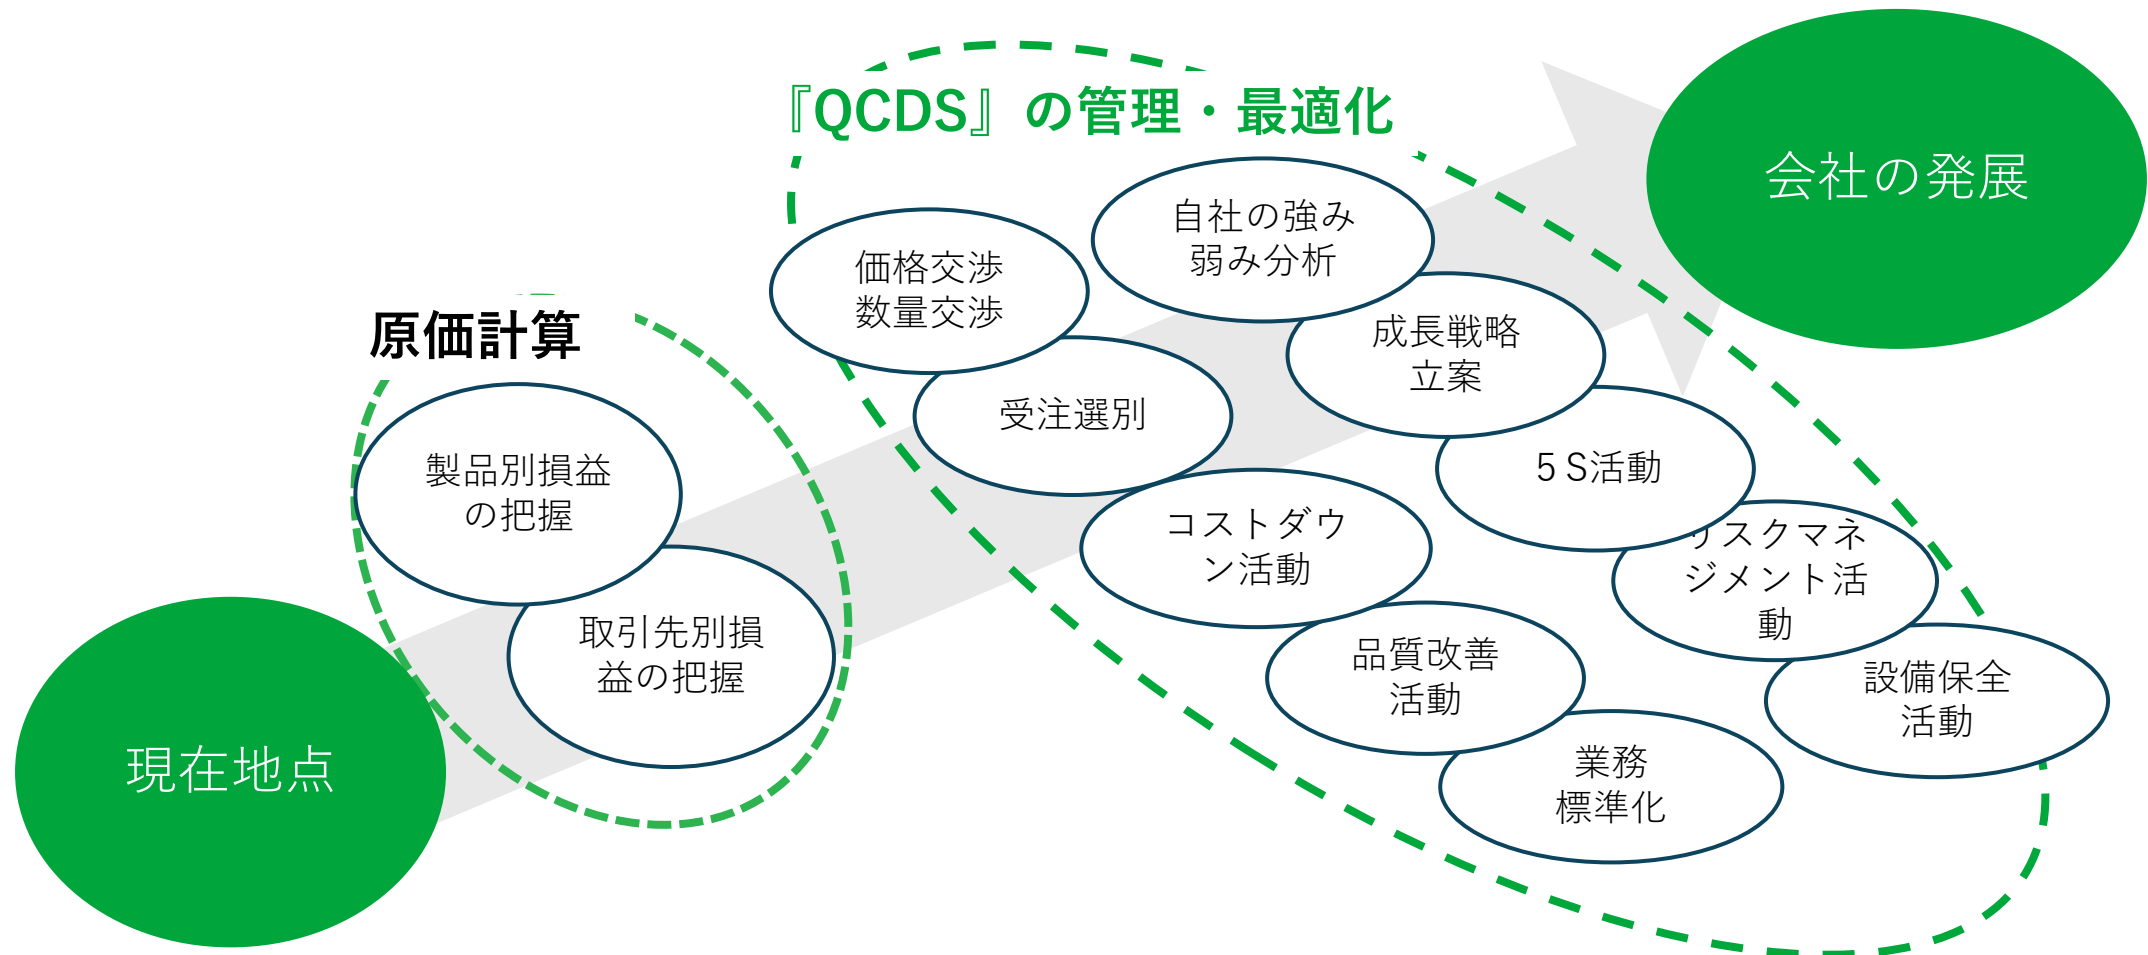 『QCDS』の管理・最適化
会社の発展
自社の強み
弱み分析
価格交渉
数量交渉
成長戦略
立案
原価計算
受注選別
5 S活動
製品別損益
の把握
コストダウ
ン活動
リスクマネ
ジメント活
動
取引先別損
益の把握
品質改善
活動
設備保全
活動
現在地点
業務
標準化